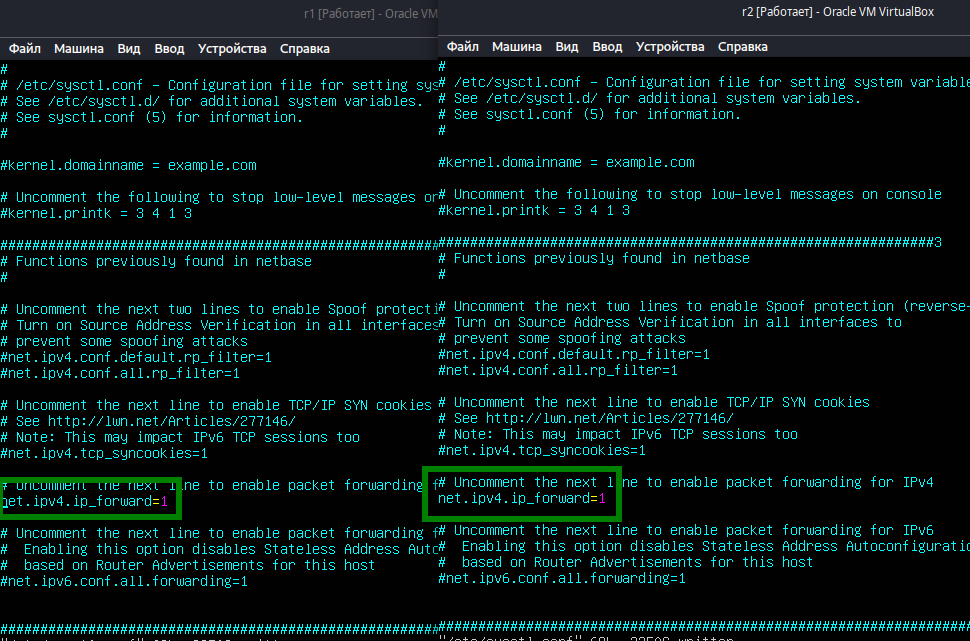 r1 [Работает] - Oracle VM
Файл Машина Вид Ввод Устройства Справка
#
# /etc/sysctl.conf - Configuration file for setting sys
# See /etc/sysctl.d/ for additional system variables.
# See sysctl.conf (5) for information.
#
#kernel.domainname = example.com
# Uncomment the following to stop low-level messages on
#kernel.printk = 3 4 1 3
#######################################################
# Functions previously found in netbase
#
# Uncomment the next two lines to enable Spoof protecti
# Turn on Source Address Verification in all interfaces
# prevent some spoofing attacks
#net.ipv4.conf.default.rp_filter=1
#net.ipv4.conf.all.rp_filter=1
# Uncomment the next line to enable TCP/IP SYN cookies
# See http://lwn.net/Articles/277146/
# Note: This may impact IPv6 TCP sessions too
#net.ipv4.tcp_syncookies=1
# Uncomment the next line to enable packet forwarding f
net.ipv4.ip_forward=1
# Uncomment the next line to enable packet forwarding f
#  Enabling this option disables Stateless Address Auto
#  based on Router Advertisements for this host
#net.ipv6.conf.all.forwarding=1
#######################################################
r2 [Работает] - Oracle VM VirtualBox
Файл Машина Вид Ввод Устройства Справка
#
# /etc/sysctl.conf - Configuration file for setting system variable
# See /etc/sysctl.d/ for additional system variables.
# See sysctl.conf (5) for information.
#
#kernel.domainname = example.com
# Uncomment the following to stop low-level messages on console
#kernel.printk = 3 4 1 3
##############################################################3
# Functions previously found in netbase
#
# Uncomment the next two lines to enable Spoof protection (reverse-
# Turn on Source Address Verification in all interfaces to
# prevent some spoofing attacks
#net.ipv4.conf.default.rp_filter=1
#net.ipv4.conf.all.rp_filter=1
# Uncomment the next line to enable TCP/IP SYN cookies
# See http://lwn.net/Articles/277146/
# Note: This may impact IPv6 TCP sessions too
#net.ipv4.tcp_syncookies=1
# Uncomment the next line to enable packet forwarding for IPv4
net.ipv4.ip_forward=1
# Uncomment the next line to enable packet forwarding for IPv6
#  Enabling this option disables Stateless Address Autoconfiguratio
#  based on Router Advertisements for this host
#net.ipv6.conf.all.forwarding=1
###################################################################
"/etc/sysctl.conf"